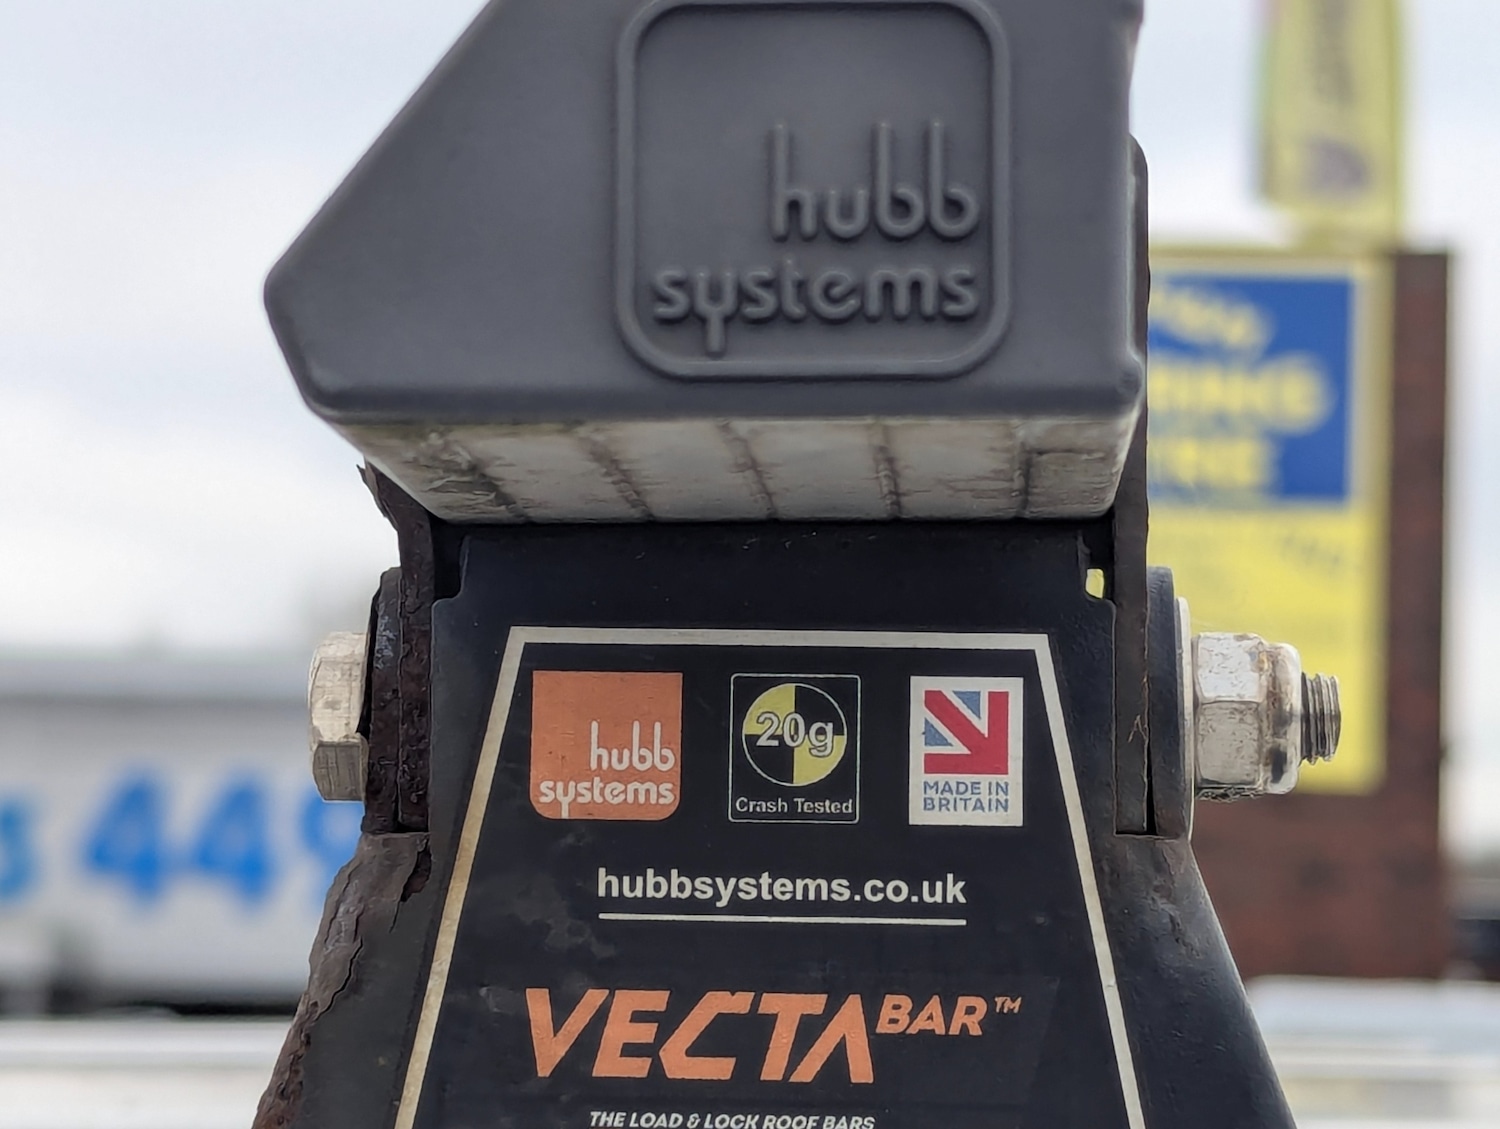 hubb
systems
hubb
systems
20g
Crash Tested
MADE IN
BRITAIN
hubbsystems.co.uk
VECTA BAR™
THE LOAD & LOCK ROOF BARS
449